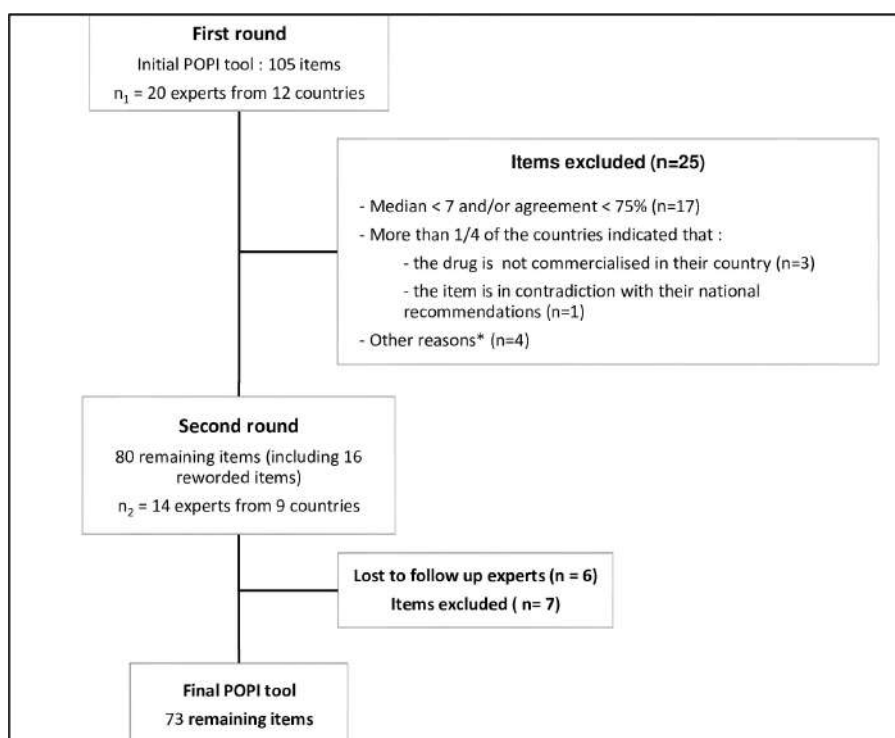 First round
Initial POPI tool : 105 items
n₁ = 20 experts from 12 countries
Items excluded (n=25)
- Median < 7 and/or agreement < 75% (n=17)
- More than 1/4 of the countries indicated that :
- the drug is not commercialised in their country (n=3)
- the item is in contradiction with their national
recommendations (n=1)
- Other reasons* (n=4)
Second round
80 remaining items (including 16
reworded items)
n₂ = 14 experts from 9 countries
Lost to follow up experts (n = 6)
Items excluded ( n= 7)
Final POPI tool
73 remaining items